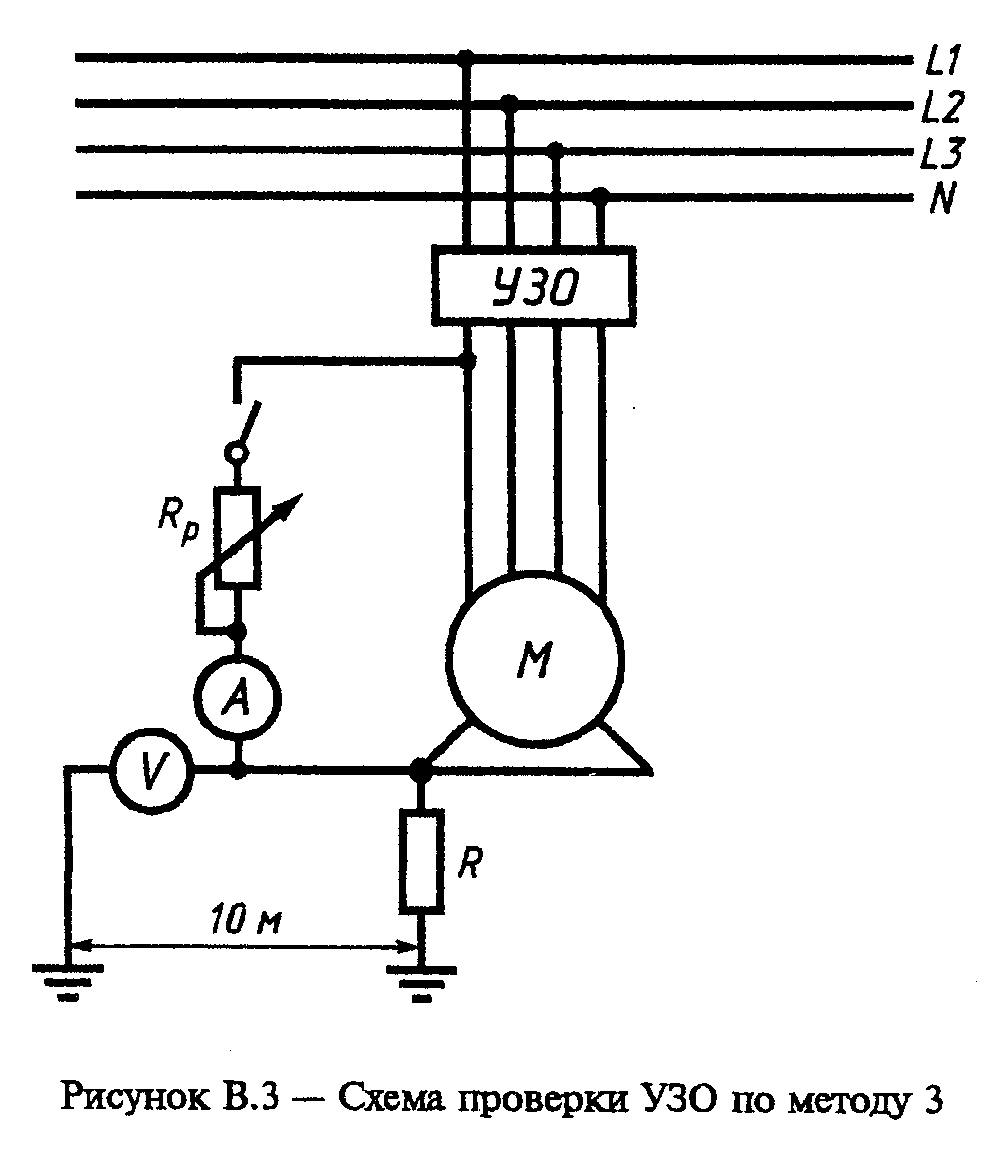 L1
L2
L3
N
УЗО
Rр
М
А
V
R
10 м
Рисунок В.3 — Схема проверки УЗО по методу 3